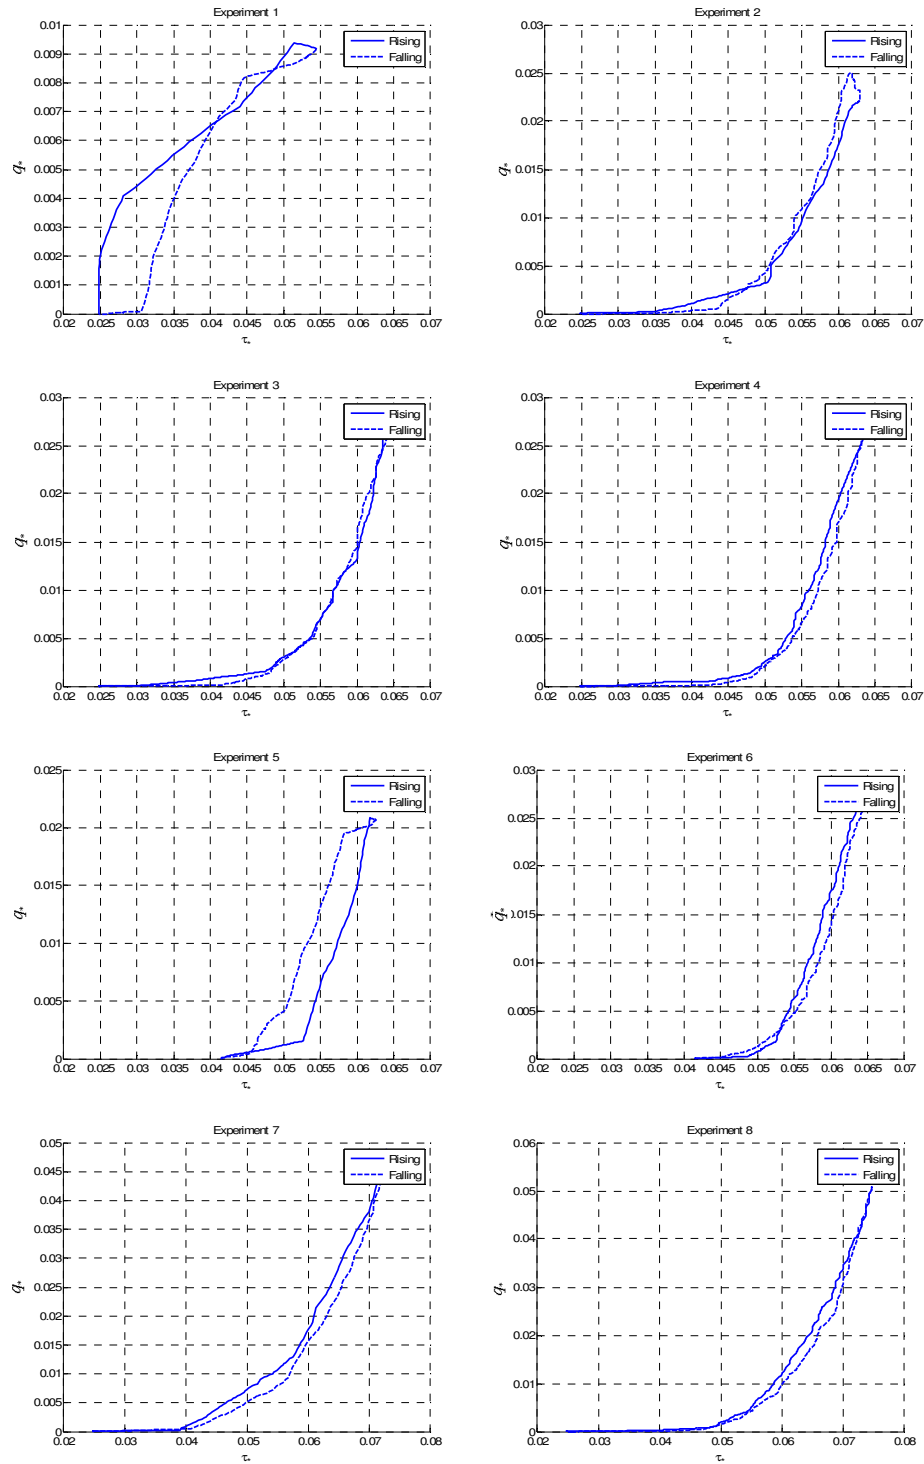 Experiment 1
0.01
0.009
0.008
0.007
0.006
0.005
0.004
0.003
0.002
0.001
0
q*
Rising
Falling
0.02 0.025 0.03 0.035 0.04 0.045 0.05 0.055 0.06 0.065 0.07
τ*
Experiment 2
0.03
0.025
0.02
0.015
0.01
0.005
0
q*
Rising
Falling
0.02 0.025 0.03 0.035 0.04 0.045 0.05 0.055 0.06 0.065 0.07
τ*
Experiment 3
0.03
0.025
0.02
0.015
0.01
0.005
0
q*
Rising
Falling
0.02 0.025 0.03 0.035 0.04 0.045 0.05 0.055 0.06 0.065 0.07
τ*
Experiment 4
0.03
0.025
0.02
0.015
0.01
0.005
0
q*
Rising
Falling
0.02 0.025 0.03 0.035 0.04 0.045 0.05 0.055 0.06 0.065 0.07
τ*
Experiment 5
0.025
0.02
0.015
0.01
0.005
0
q*
Rising
Falling
0.02 0.025 0.03 0.035 0.04 0.045 0.05 0.055 0.06 0.065 0.07
τ*
Experiment 6
0.03
0.025
0.02
0.015
0.01
0.005
0
q*
Rising
Falling
0.02 0.025 0.03 0.035 0.04 0.045 0.05 0.055 0.06 0.065 0.07
τ*
Experiment 7
0.05
0.045
0.04
0.035
0.03
0.025
0.02
0.015
0.01
0.005
0
q*
Rising
Falling
0.02 0.03 0.04 0.05 0.06 0.07 0.08
τ*
Experiment 8
0.06
0.05
0.04
0.03
0.02
0.01
0
q*
Rising
Falling
0.02 0.03 0.04 0.05 0.06 0.07 0.08
τ*